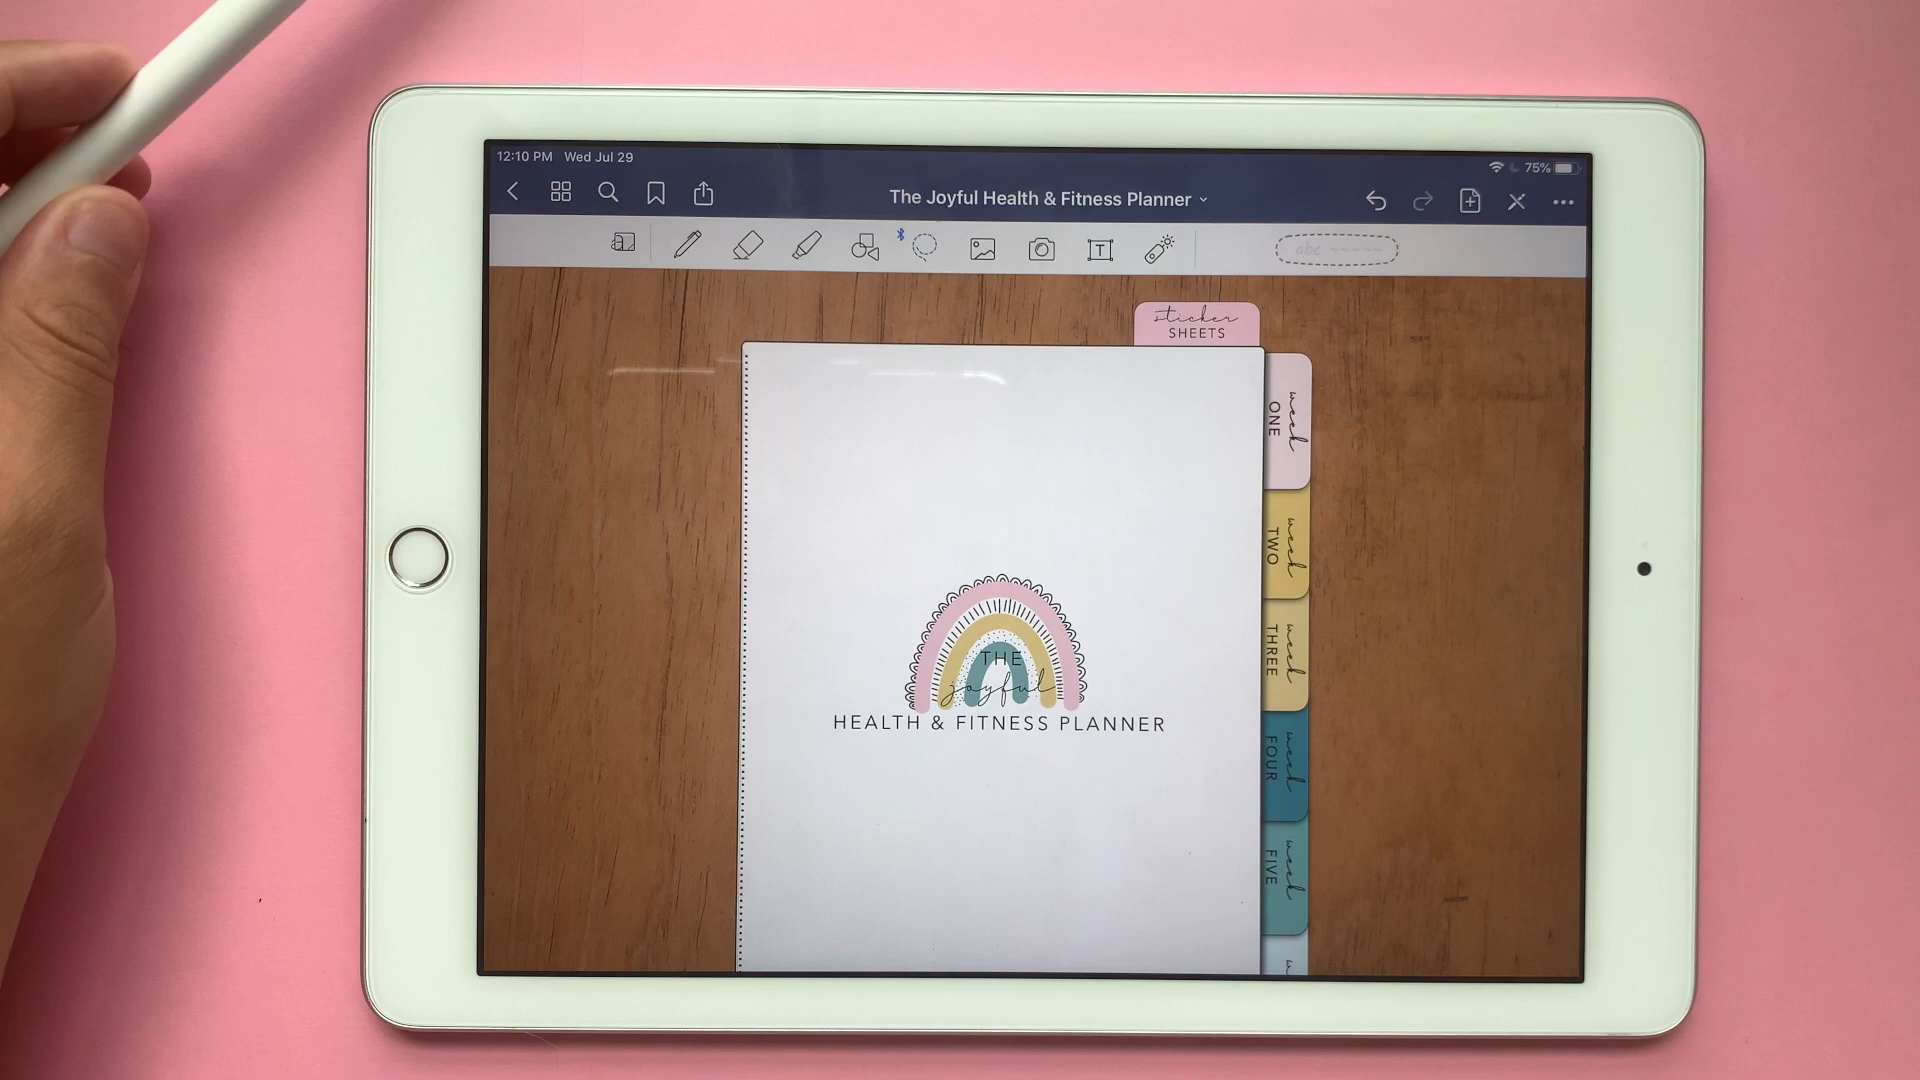 12:10 PM Wed Jul 29
75%
The Joyful Health & Fitness Planner
T
abc
sticker
SHEETS
week
ONE
week
TWO
week
THREE
week
FOUR
week
FIVE
THE
joyful
HEALTH & FITNESS PLANNER